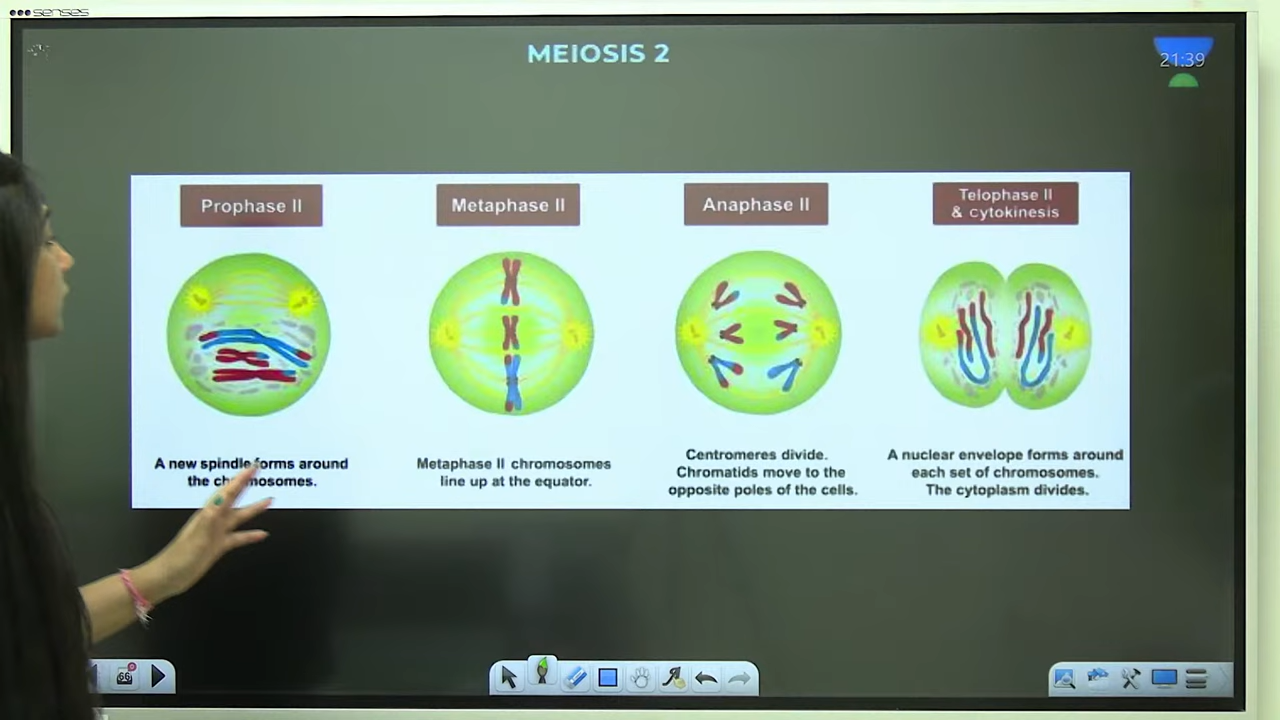 senses
MEIOSIS 2
21:39
Prophase II
Metaphase II
Anaphase II
Telophase II
& cytokinesis
A new spindle forms around
the chromosomes.
Metaphase II chromosomes
line up at the equator.
Centromeres divide.
Chromatids move to the
opposite poles of the cells.
A nuclear envelope forms around
each set of chromosomes.
The cytoplasm divides.
66